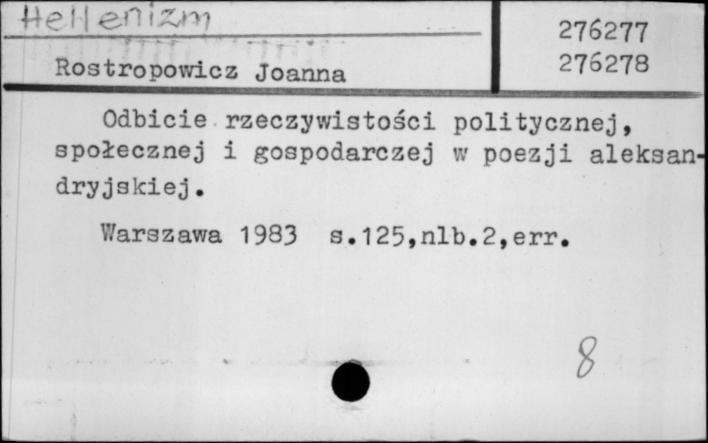 Hellenizm
276277
276278
Rostropowicz Joanna
Odbicie rzeczywistości politycznej,
społecznej i gospodarczej w poezji aleksan-
dryjskiej.
Warszawa 1983 s.125,nlb.2,err.
8